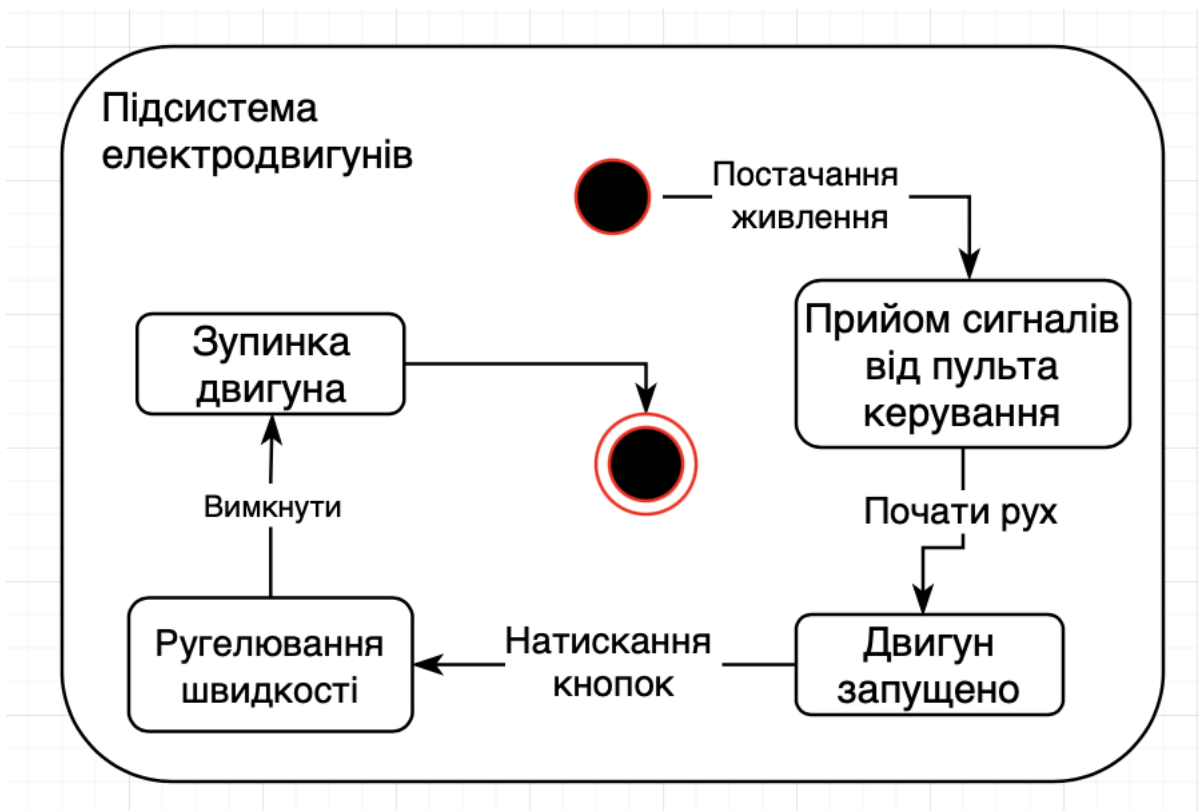 Підсистема
електродвигунів
Постачання
живлення
Прийом сигналів
від пульта
керування
Почати рух
Двигун
запущено
Натискання
кнопок
Ругелювання
швидкості
Вимкнути
Зупинка
двигуна